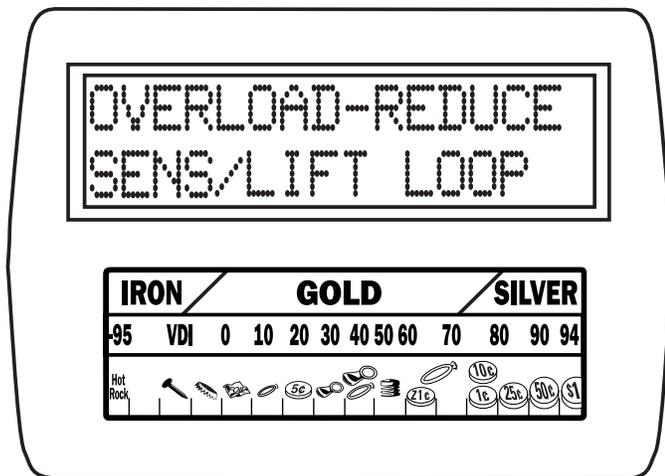 OVERLOAD-REDUCE
SENS/LIFT LOOP
IRON GOLD SILVER
-95 VDI 0 10 20 30 40 50 60 70 80 90 94
Hot
Rock
10¢
5¢ Z1¢ 1¢ 25¢ 50¢ $1